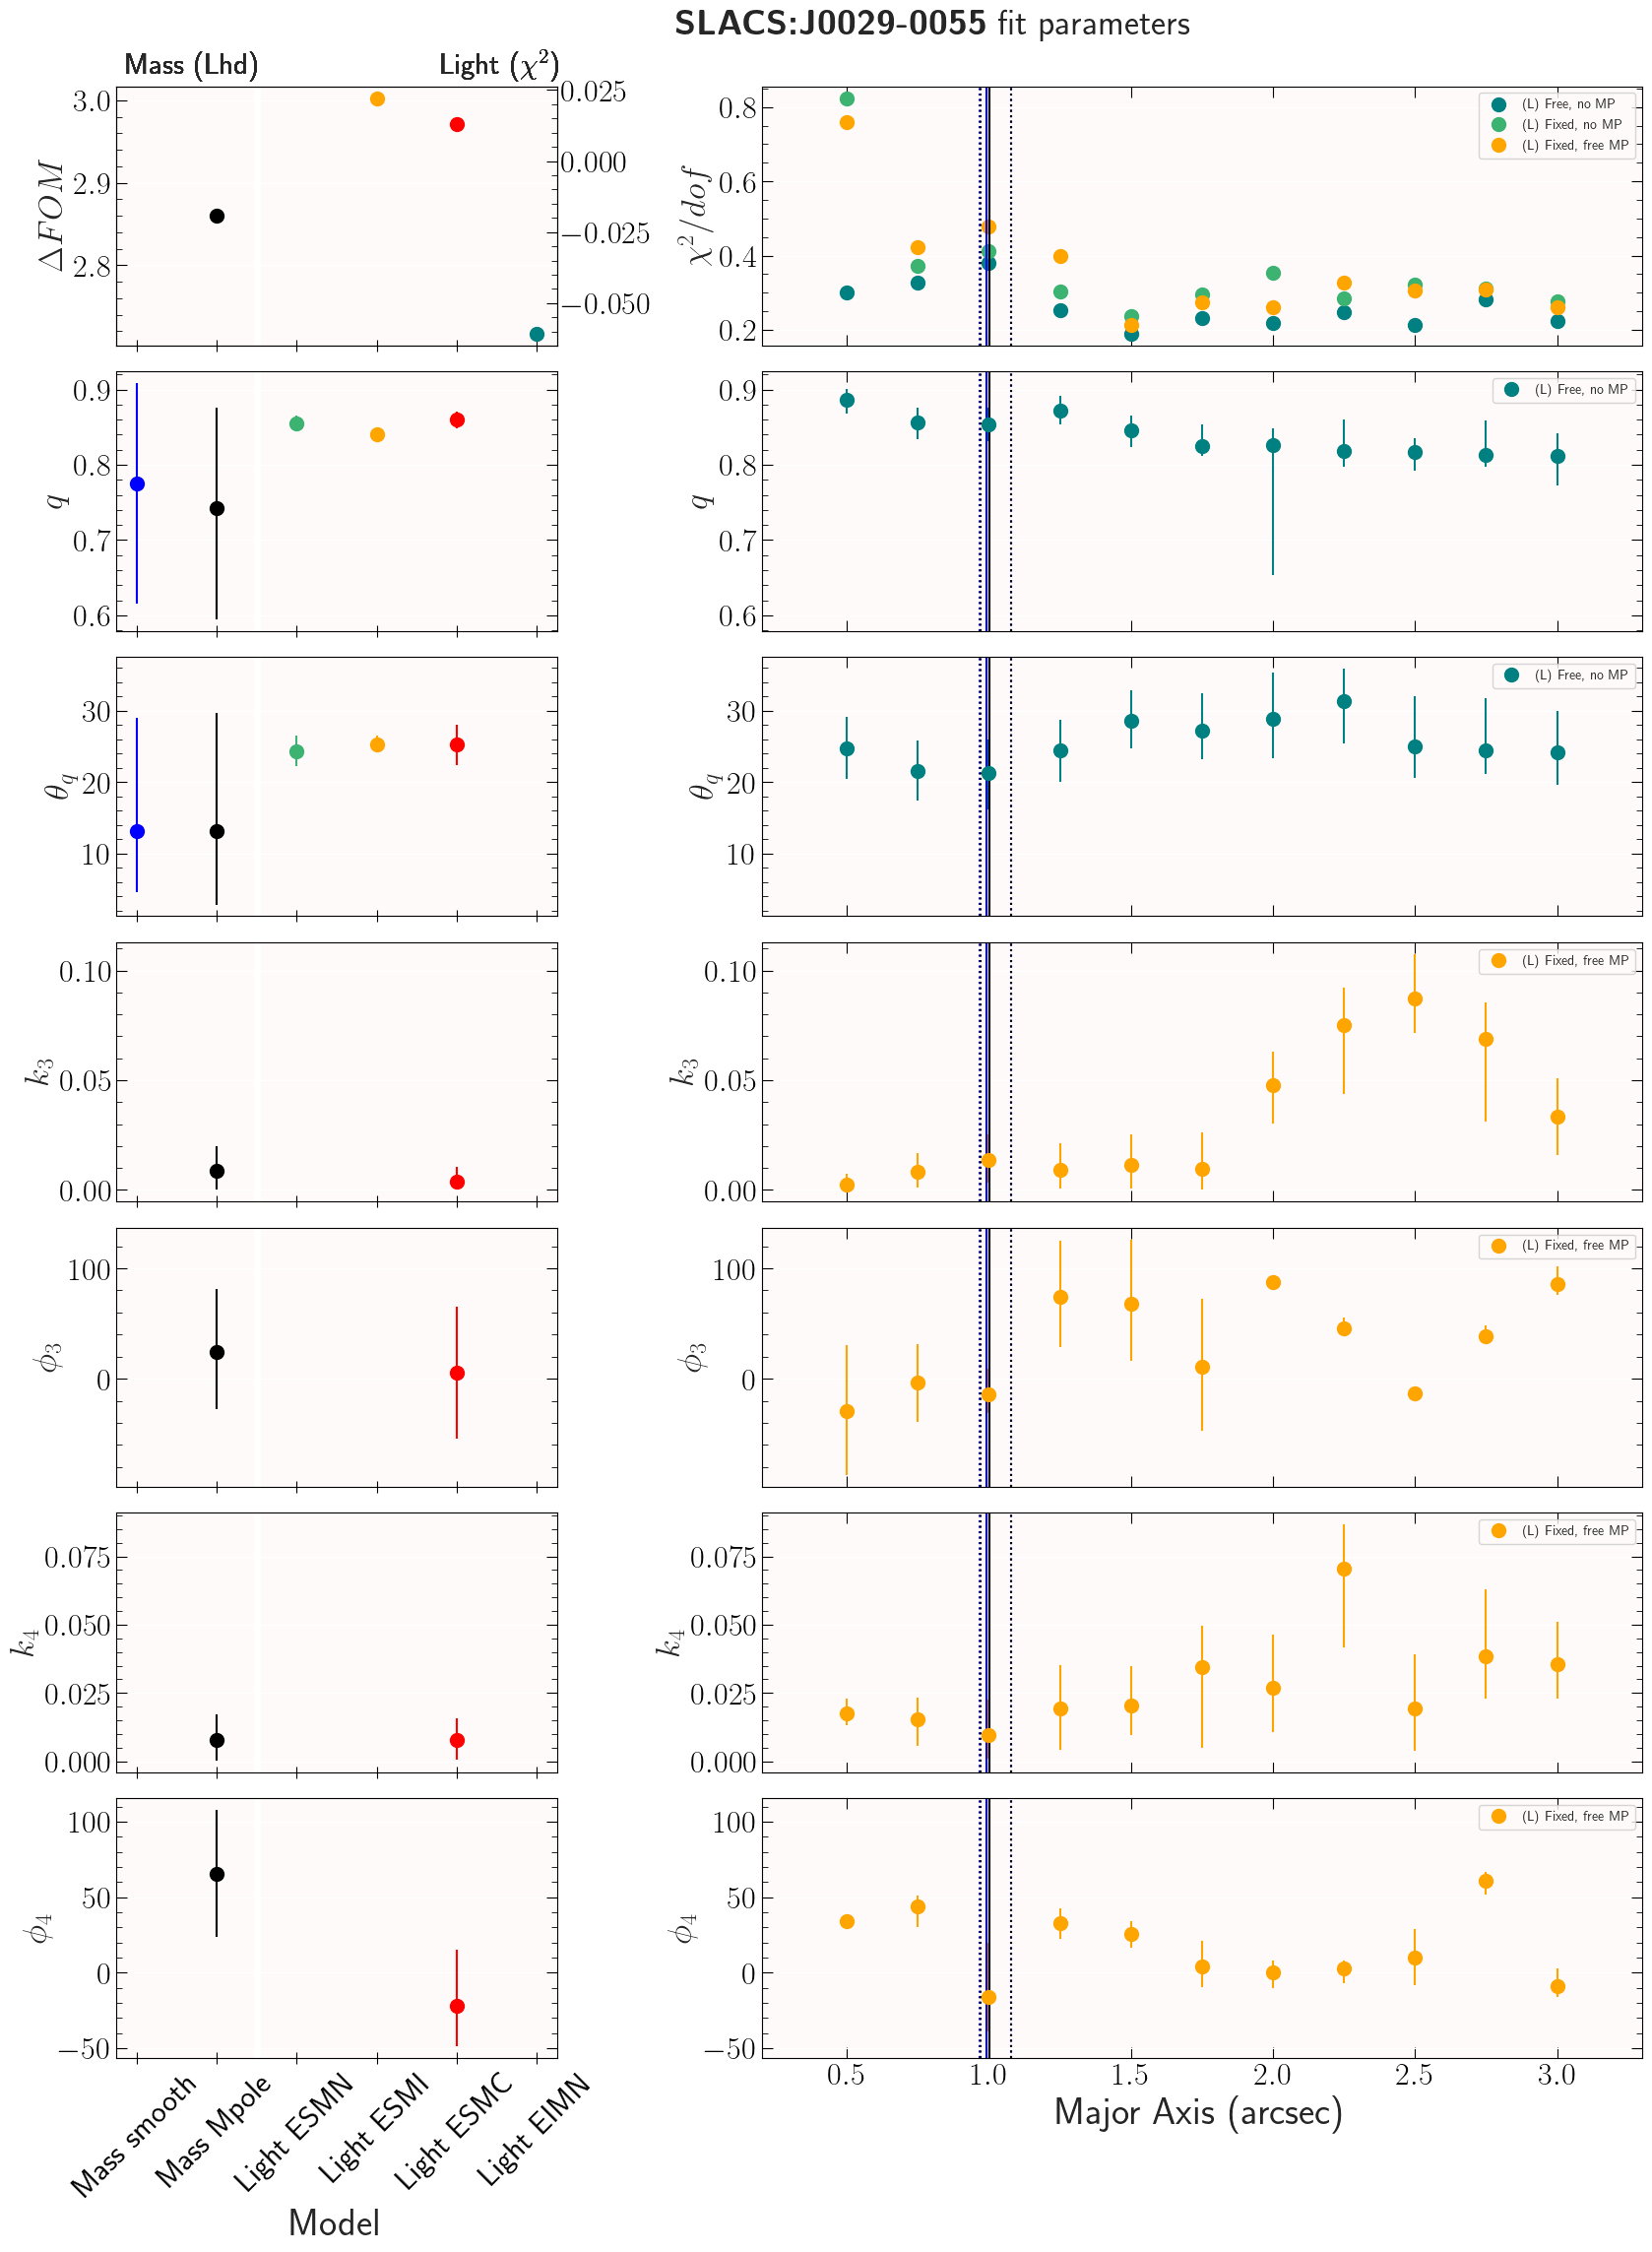 SLACS:J0029-0055 fit parameters
Mass (Lhd) Light (χ²)
ΔFOM
3.0
2.9
2.8
0.025
0.000
−0.025
−0.050
χ²/dof
0.8
0.6
0.4
0.2
(L) Free, no MP
(L) Fixed, no MP
(L) Fixed, free MP
q
0.9
0.8
0.7
0.6
q
0.9
0.8
0.7
0.6
(L) Free, no MP
θ_q
30
20
10
θ_q
30
20
10
(L) Free, no MP
k₃
0.10
0.05
0.00
k₃
0.10
0.05
0.00
(L) Fixed, free MP
ϕ₃
100
0
ϕ₃
100
0
(L) Fixed, free MP
k₄
0.075
0.050
0.025
0.000
k₄
0.075
0.050
0.025
0.000
(L) Fixed, free MP
ϕ₄
100
50
0
−50
ϕ₄
100
50
0
−50
(L) Fixed, free MP
Mass smooth
Mass Mpole
Light ESMN
Light ESMI
Light ESMC
Light EIMN
Model
0.5 1.0 1.5 2.0 2.5 3.0
Major Axis (arcsec)